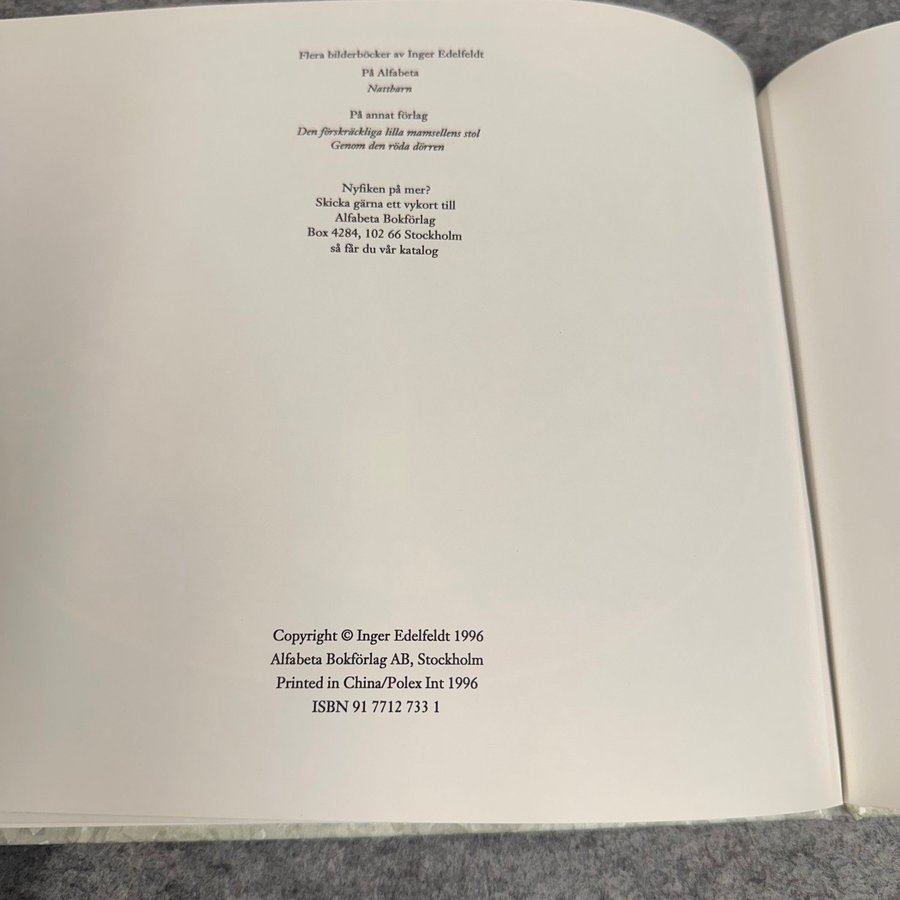 Flera bilderböcker av Inger Edelfeldt
På Alfabeta
Nattbarn
På annat förlag
Den förskräckliga lilla mamsellens stol
Genom den röda dörren
Nyfiken på mer?
Skicka gärna ett vykort till
Alfabeta Bokförlag
Box 4284, 102 66 Stockholm
så får du vår katalog
Copyright © Inger Edelfeldt 1996
Alfabeta Bokförlag AB, Stockholm
Printed in China/Polex Int 1996
ISBN 91 7712 733 1